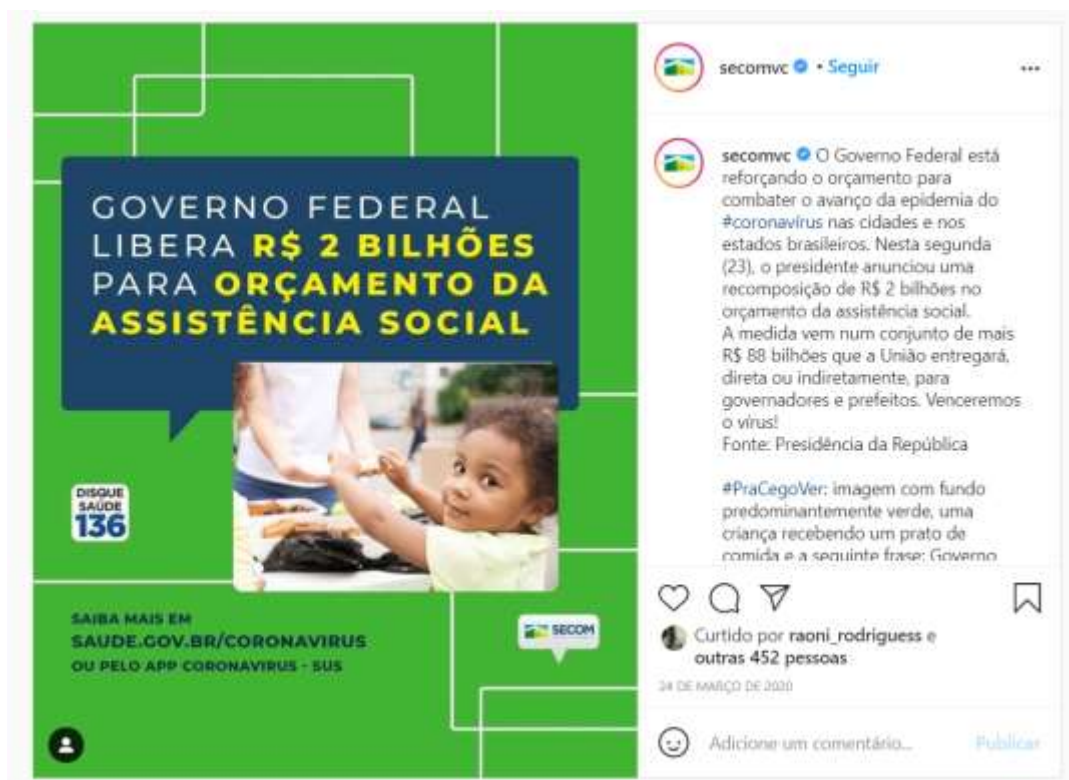 GOVERNO FEDERAL
LIBERA R$ 2 BILHÕES
PARA ORÇAMENTO DA
ASSISTÊNCIA SOCIAL
DISQUE
SAÚDE
136
SAIBA MAIS EM
SAUDE.GOV.BR/CORONAVIRUS
OU PELO APP CORONAVIRUS - SUS
SECOM
secomvc • Seguir
secomvc O Governo Federal está
reforçando o orçamento para
combater o avanço da epidemia do
#coronavírus nas cidades e nos
estados brasileiros. Nesta segunda
(23), o presidente anunciou uma
recomposição de R$ 2 bilhões no
orçamento da assistência social.
A medida vem num conjunto de mais
R$ 88 bilhões que a União entregará,
direta ou indiretamente, para
governadores e prefeitos. Venceremos
o vírus!
Fonte: Presidência da República
#PraCegoVer: imagem com fundo
predominantemente verde, uma
criança recebendo um prato de
comida e a seguinte frase: Governo
Curtido por raoni_rodriguess e
outras 452 pessoas
24 DE MARÇO DE 2020
Adicione um comentário... Publicar